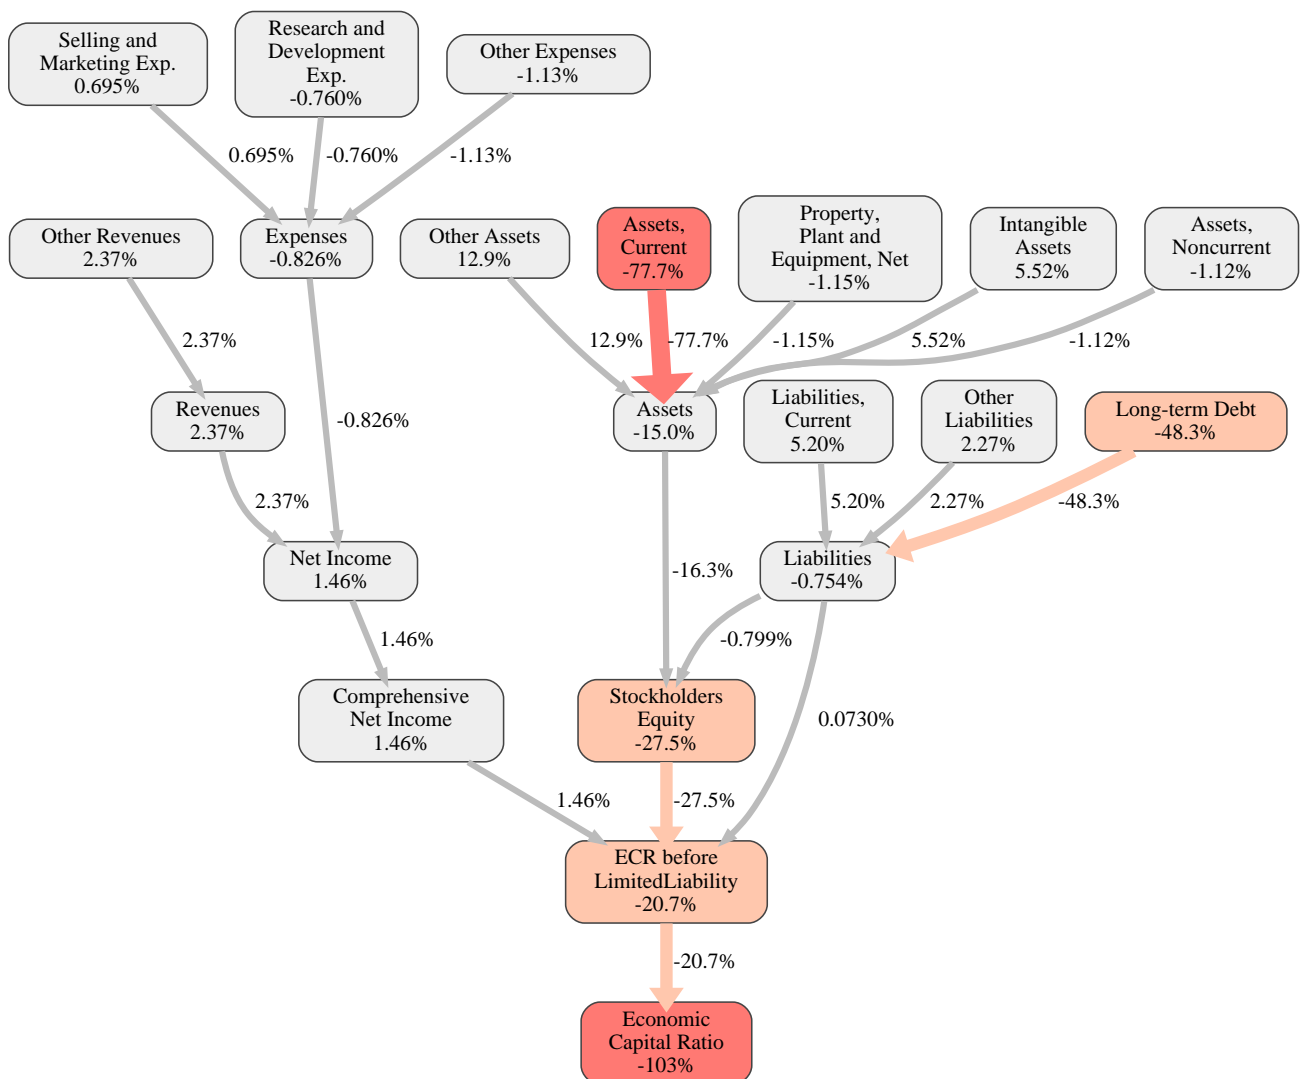 Selling and
Marketing Exp.
0.695%
Research and
Development
Exp.
-0.760%
Other Expenses
-1.13%
0.695%
-0.760%
-1.13%
Other Revenues
2.37%
Expenses
-0.826%
Other Assets
12.9%
Assets,
Current
-77.7%
Property,
Plant and
Equipment, Net
-1.15%
Intangible
Assets
5.52%
Assets,
Noncurrent
-1.12%
2.37%
12.9%
-77.7%
-1.15%
5.52%
-1.12%
Revenues
2.37%
-0.826%
Assets
-15.0%
Liabilities,
Current
5.20%
Other
Liabilities
2.27%
Long-term Debt
-48.3%
2.37%
5.20%
2.27%
-48.3%
Net Income
1.46%
-16.3%
Liabilities
-0.754%
1.46%
-0.799%
Comprehensive
Net Income
1.46%
Stockholders
Equity
-27.5%
0.0730%
1.46%
-27.5%
ECR before
LimitedLiability
-20.7%
-20.7%
Economic
Capital Ratio
-103%